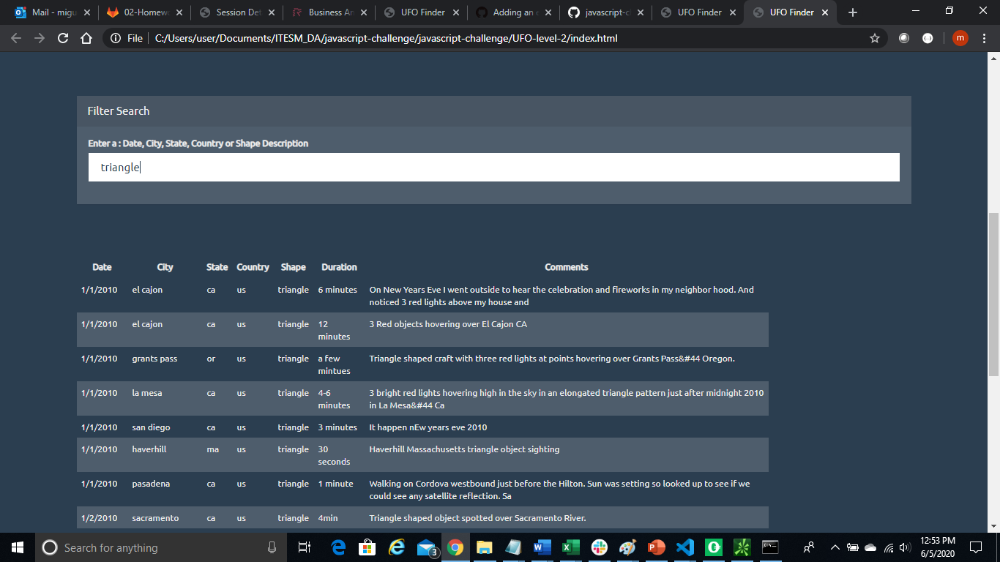 Mail - migu
02-Homewo
Session Det
Business An
UFO Finder
Adding an e
javascript-cl
UFO Finder
UFO Finder
File C:/Users/user/Documents/ITESM_DA/javascript-challenge/javascript-challenge/UFO-level-2/index.html m
Filter Search
Enter a : Date, City, State, Country or Shape Description
triangle
Date City State Country Shape Duration Comments
1/1/2010 el cajon ca us triangle 6 minutes On New Years Eve I went outside to hear the celebration and fireworks in my neighbor hood. And
noticed 3 red lights above my house and
1/1/2010 el cajon ca us triangle 12 3 Red objects hovering over El Cajon CA
minutes
1/1/2010 grants pass or us triangle a few Triangle shaped craft with three red lights at points hovering over Grants Pass&#44 Oregon.
mintues
1/1/2010 la mesa ca us triangle 4-6 3 bright red lights hovering high in the sky in an elongated triangle pattern just after midnight 2010
minutes in La Mesa&#44 Ca
1/1/2010 san diego ca us triangle 3 minutes It happen nEw years eve 2010
1/1/2010 haverhill ma us triangle 30 Haverhill Massachusetts triangle object sighting
seconds
1/1/2010 pasadena ca us triangle 1 minute Walking on Cordova westbound just before the Hilton. Sun was setting so looked up to see if we
could see any satellite reflection. Sa
1/2/2010 sacramento ca us triangle 4min Triangle shaped object spotted over Sacramento River.
Search for anything
3
12:53 PM
6/5/2020